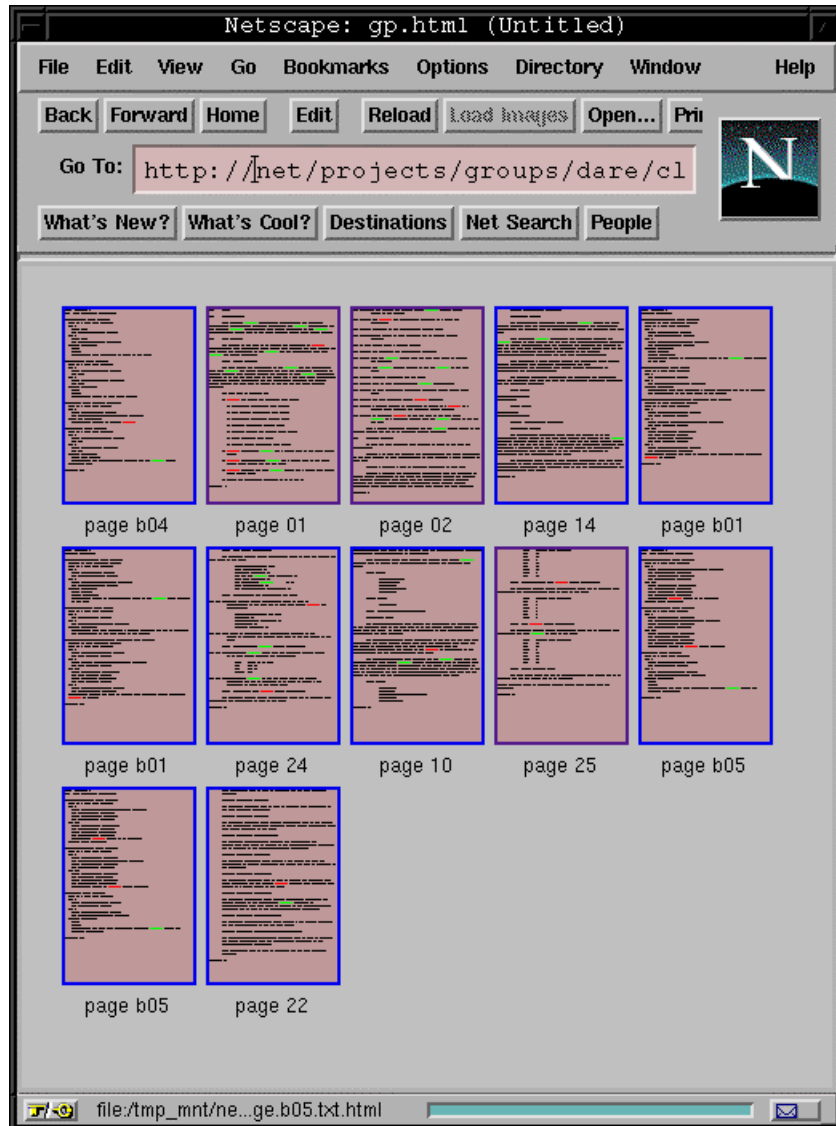 Netscape: gp.html (Untitled)
File Edit View Go Bookmarks Options Directory Window Help
Back Forward Home Edit Reload Load Images Open... Pri
Go To: http://net/projects/groups/dare/cl
N
What's New? What's Cool? Destinations Net Search People
page b04 page 01 page 02 page 14 page b01
page b01 page 24 page 10 page 25 page b05
page b05 page 22
file:/tmp_mnt/ne...ge.b05.txt.html